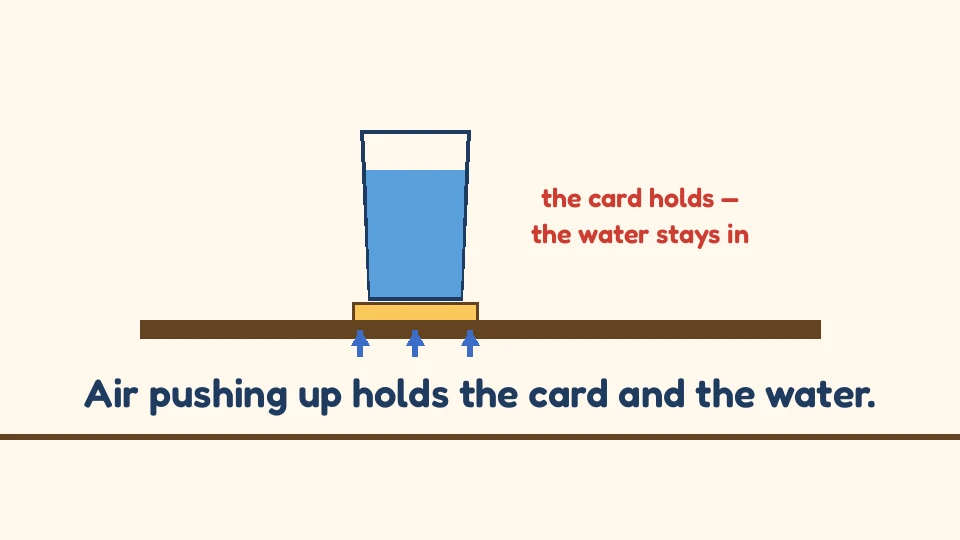 the card holds —
the water stays in
Air pushing up holds the card and the water.